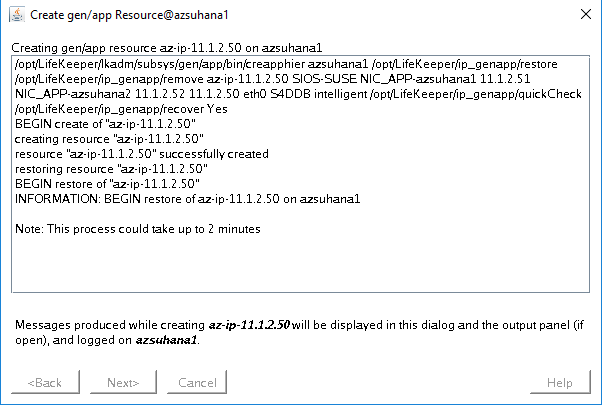 Create gen/app Resource@azsuhana1
Creating gen/app resource az-ip-11.1.2.50 on azsuhana1
/opt/LifeKeeper/lkadm/subsys/gen/app/bin/creapphier azsuhana1 /opt/LifeKeeper/ip_genapp/restore
/opt/LifeKeeper/ip_genapp/remove az-ip-11.1.2.50 SIOS-SUSE NIC_APP-azsuhana1 11.1.2.51
NIC_APP-azsuhana2 11.1.2.52 11.1.2.50 eth0 S4DDB intelligent /opt/LifeKeeper/ip_genapp/quickCheck
/opt/LifeKeeper/ip_genapp/recover Yes
BEGIN create of "az-ip-11.1.2.50"
creating resource "az-ip-11.1.2.50"
resource "az-ip-11.1.2.50" successfully created
restoring resource "az-ip-11.1.2.50"
BEGIN restore of "az-ip-11.1.2.50"
INFORMATION: BEGIN restore of az-ip-11.1.2.50 on azsuhana1
Note: This process could take up to 2 minutes
Messages produced while creating az-ip-11.1.2.50 will be displayed in this dialog and the output panel (if
open), and logged on azsuhana1.
<Back Next> Cancel Help